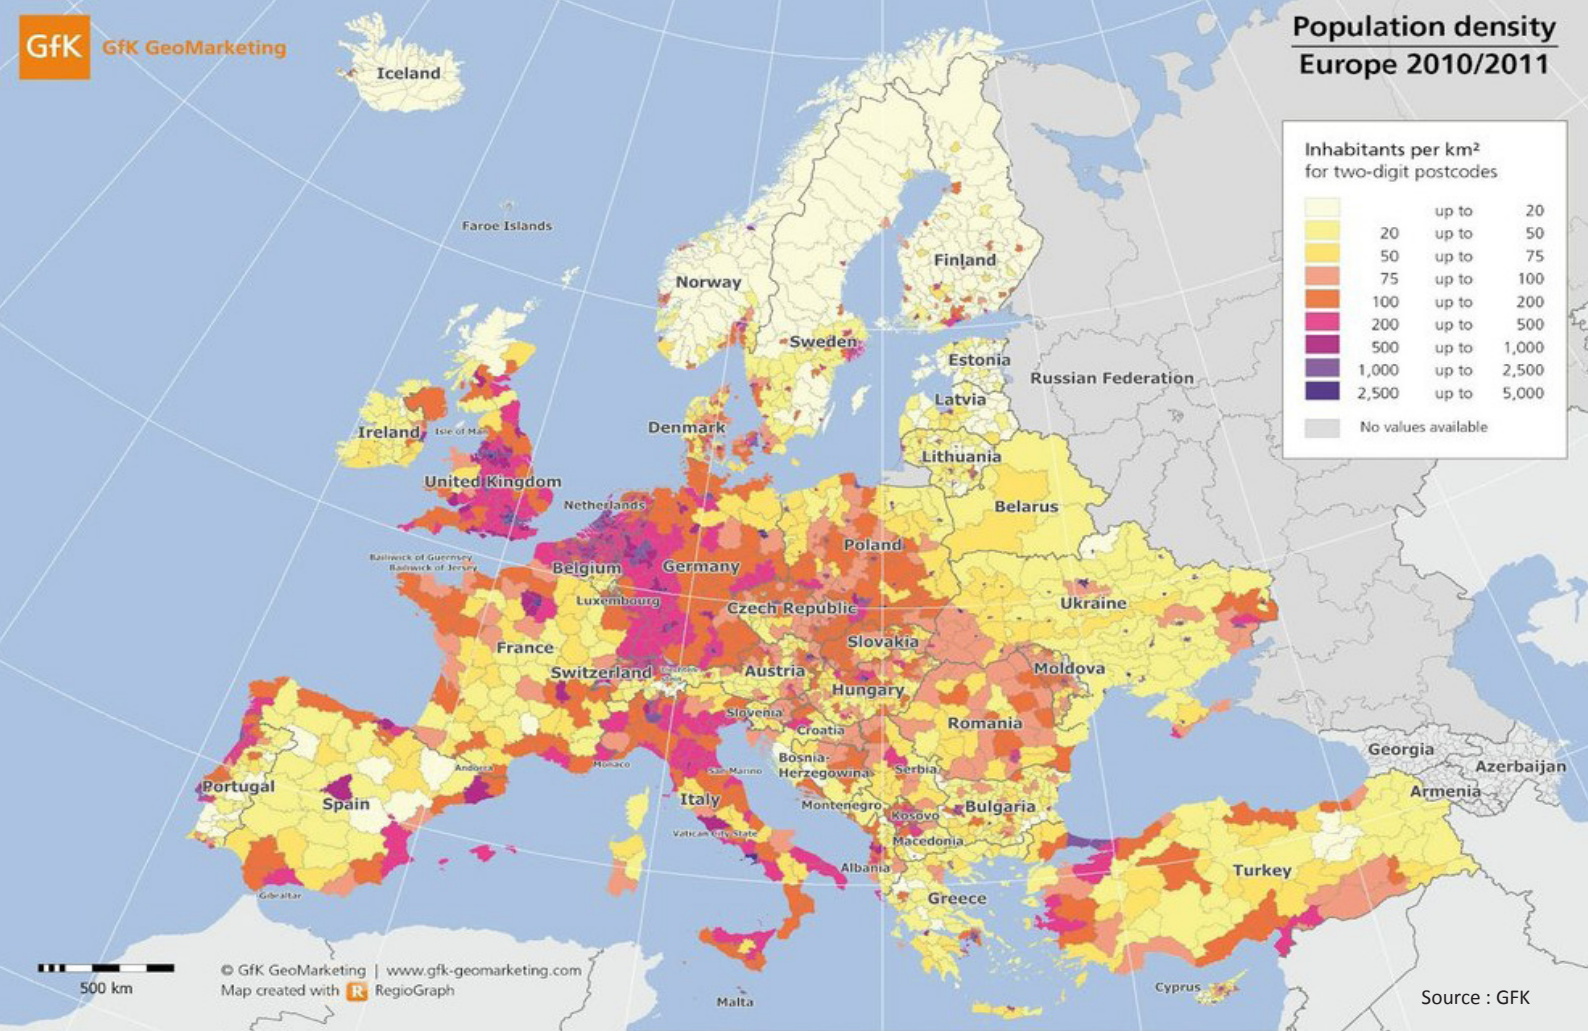 GfK
GfK GeoMarketing
Population density
Europe 2010/2011
Inhabitants per km²
for two-digit postcodes
up to 20
20 up to 50
50 up to 75
75 up to 100
100 up to 200
200 up to 500
500 up to 1,000
1,000 up to 2,500
2,500 up to 5,000
No values available
Iceland
Faroe Islands
Norway
Finland
Sweden
Estonia
Russian Federation
Latvia
Denmark
Ireland
Isle of Man
Lithuania
United Kingdom
Netherlands
Belarus
Poland
Bailiwick of Guernsey
Bailiwick of Jersey
Belgium
Germany
Luxembourg
Czech Republic
Ukraine
France
Slovakia
Switzerland
Austria
Moldova
Hungary
Slovenia
Croatia
Romania
Georgia
Azerbaijan
Armenia
Bosnia-
Herzegowina
Serbia
Monaco
San Marino
Andorra
Portugal
Spain
Italy
Montenegro
Kosovo
Bulgaria
Vatican City State
Macedonia
Albania
Turkey
Gibraltar
Greece
Cyprus
Malta
500 km
© GfK GeoMarketing | www.gfk-geomarketing.com
Map created with R RegioGraph
Source : GFK